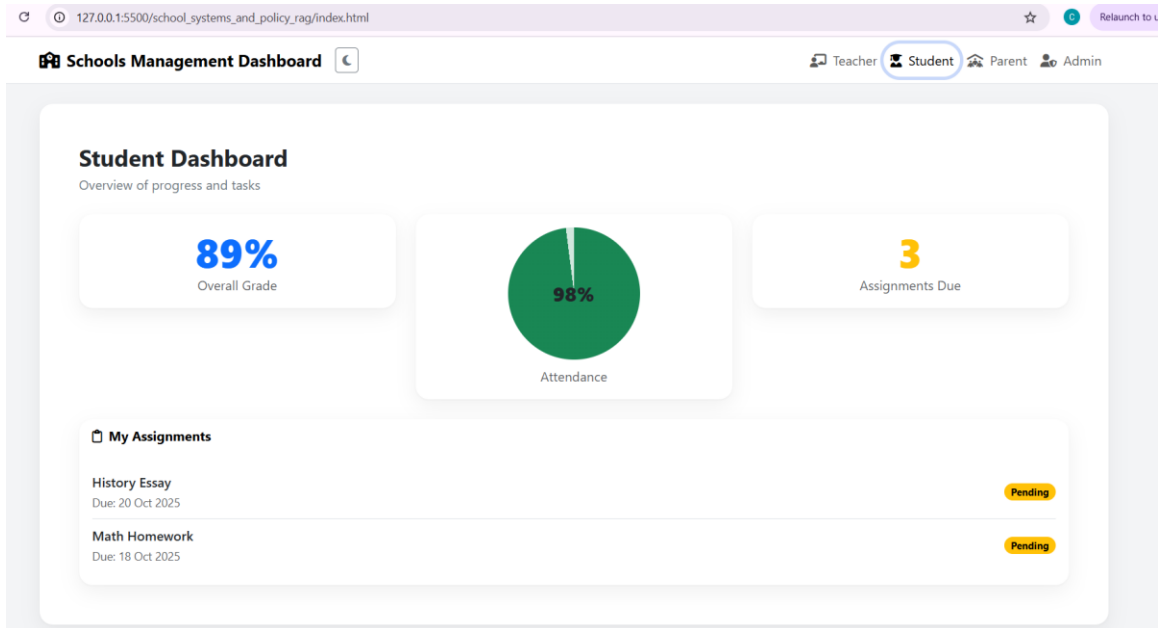 127.0.0.1:5500/school_systems_and_policy_rag/index.html
C
Relaunch to
Schools Management Dashboard
Teacher
Student
Parent
Admin
Student Dashboard
Overview of progress and tasks
89%
Overall Grade
98%
Attendance
3
Assignments Due
My Assignments
History Essay
Due: 20 Oct 2025
Pending
Math Homework
Due: 18 Oct 2025
Pending